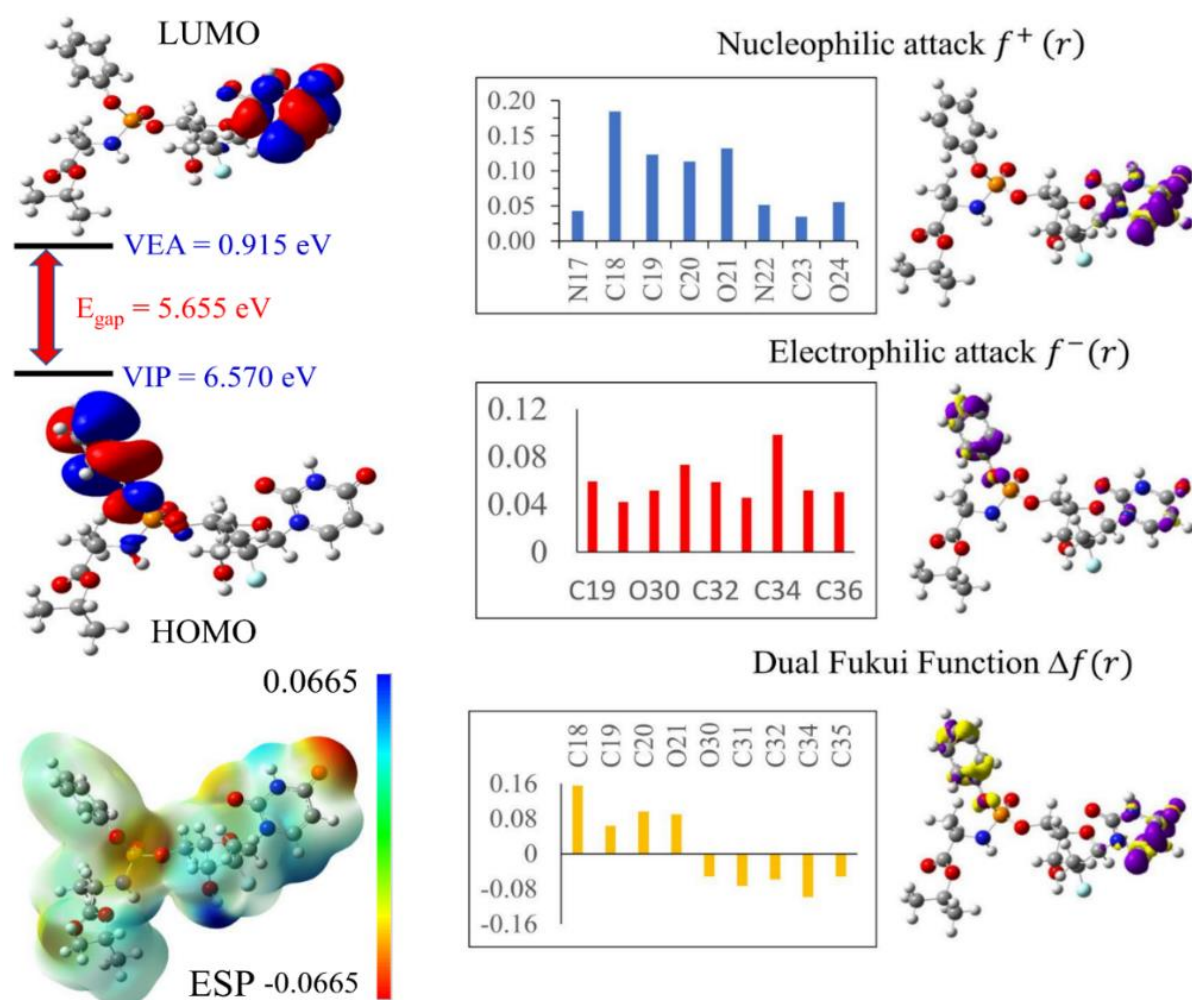 LUMO
VEA = 0.915 eV
E_gap = 5.655 eV
VIP = 6.570 eV
HOMO
0.0665
ESP -0.0665
Nucleophilic attack f⁺(r)
0.20
0.15
0.10
0.05
0.00
N17 C18 C19 C20 O21 N22 C23 O24
Electrophilic attack f⁻(r)
0.12
0.08
0.04
0
C19 O30 C32 C34 C36
Dual Fukui Function Δf(r)
C18 C19 C20 O21 O30 C31 C32 C34 C35
0.16
0.08
0
-0.08
-0.16